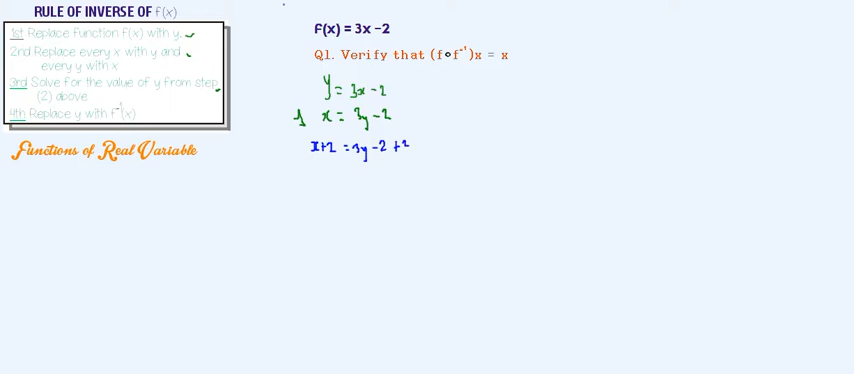 RULE OF INVERSE OF f(x)
1st Replace function f(x) with y,
2nd Replace every x with y and
every y with x
3rd Solve for the value of y from step
(2) above
4th Replace y with f⁻¹(x)
Functions of Real Variable
f(x) = 3x - 2
Q1. Verify that (f∘f⁻¹)x = x
y = 3x - 2
x = 3y - 2
x+2 = 3y - 2 + 2